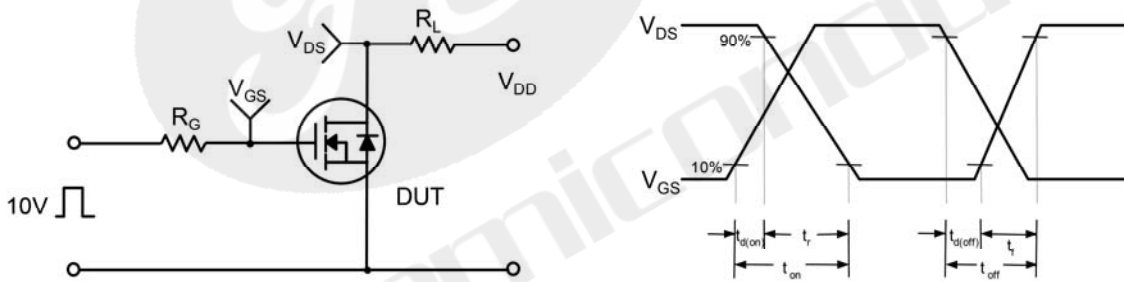 R_L
V_DS
V_DD
V_GS
R_G
10V
DUT
V_DS
90%
10%
V_GS
t_d(on)
t_r
t_d(off)
t_f
t_on
t_off